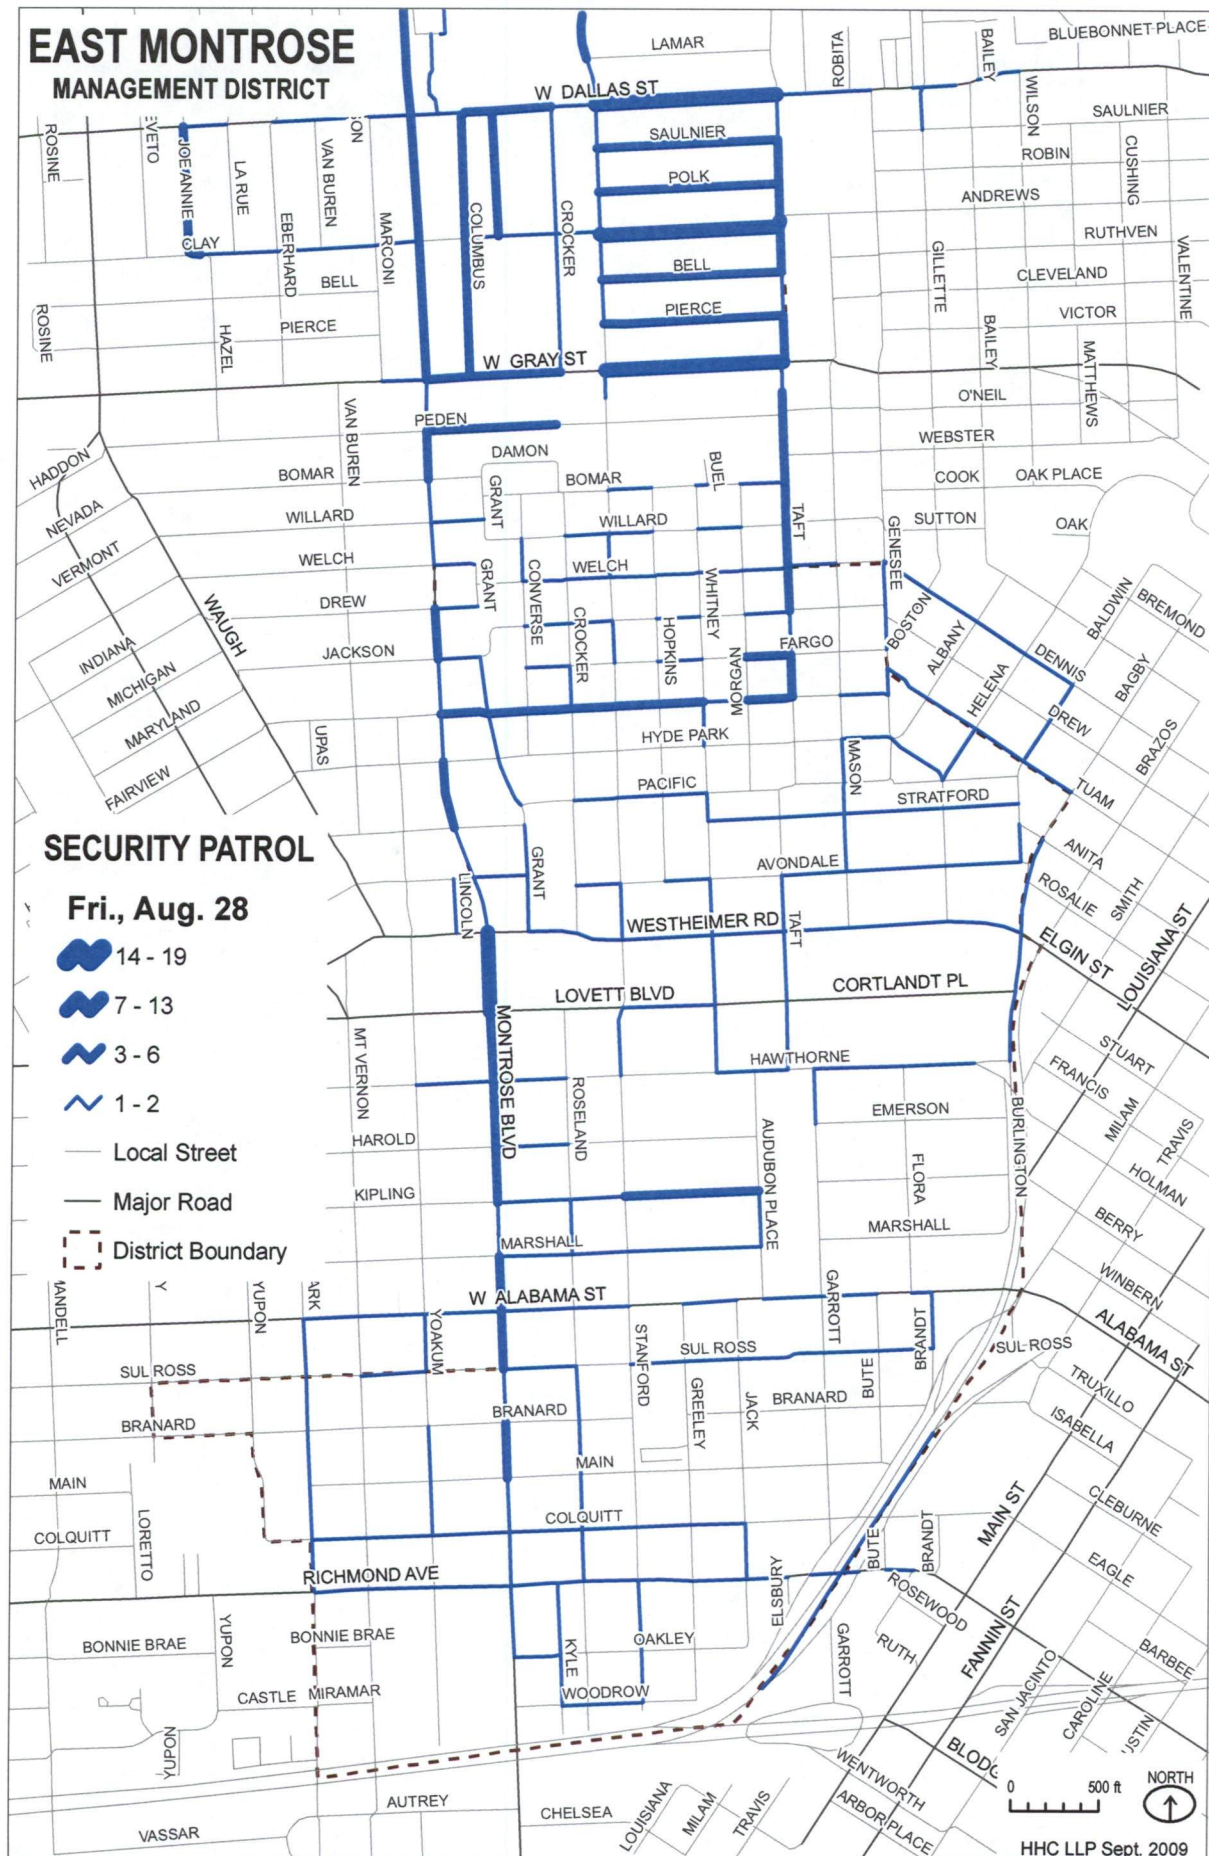 EAST MONTROSE
MANAGEMENT DISTRICT
LAMAR
ROBITA
BAILEY
BLUEBONNET PLACE
W DALLAS ST
WILSON
SAULNIER
ROSINE
EVETO
JOE ANNIE
LA RUE
VAN BUREN
ON
SAULNIER
ROBIN
CUSHING
POLK
ANDREWS
CLAY
EBERHARD
MARCONI
COLUMBUS
CROCKER
RUTHVEN
GILLETTE
VALENTINE
BELL
BELL
CLEVELAND
ROSINE
HAZEL
PIERCE
PIERCE
BAILEY
VICTOR
MATTHEWS
W GRAY ST
O'NEIL
PEDEN
VAN BUREN
WEBSTER
HADDON
DAMON
BOMAR
GRANT
BOMAR
BUEL
COOK
OAK PLACE
NEVADA
WILLARD
WILLARD
TAFT
GENESEE
SUTTON
OAK
VERMONT
WELCH
GRANT
CONVERSE
WELCH
WHITNEY
BALDWIN
BREMOND
WAUGH
DREW
CROCKER
HOPKINS
BOSTON
ALBANY
INDIANA
JACKSON
FARGO
MORGAN
DENNIS
BAGBY
MICHIGAN
HELENA
DREW
MARYLAND
UPAS
HYDE PARK
MASON
BRAZOS
FAIRVIEW
PACIFIC
STRATFORD
TUAM
SECURITY PATROL
Fri., Aug. 28
14 - 19
7 - 13
3 - 6
1 - 2
Local Street
Major Road
District Boundary
LINCOLN
GRANT
AVONDALE
ANITA
ROSALIE
SMITH
WESTHEIMER RD
TAFT
ELGIN ST
LOUISIANA ST
LOVETT BLVD
CORTLANDT PL
MT VERNON
MONTROSE BLVD
ROSELAND
HAWTHORNE
STUART
FRANCIS
MILAM
TRAVIS
HAROLD
AUDUBON PLACE
EMERSON
BURLINGTON
HOLMAN
KIPLING
FLORA
BERRY
MARSHALL
MARSHALL
WINBERN
MANDELL
Y
YUPON
ARK
W ALABAMA ST
YOAKUM
GARROTT
BUTE
BRANDT
ALABAMA ST
SUL ROSS
STANFORD
SUL ROSS
SUL ROSS
TRUXILLO
BRANARD
BRANARD
GREELEY
JACK
BRANARD
ISABELLA
MAIN
MAIN
MAIN ST
CLEBURNE
COLQUITT
LORETTO
COLQUITT
BUTE
BRANDT
EAGLE
RICHMOND AVE
ELSBURY
ROSEWOOD
FANNIN ST
BONNIE BRAE
YUPON
BONNIE BRAE
KYLE
OAKLEY
GARROTT
RUTH
SAN JACINTO
CAROLINE
BARBEE
CASTLE
MIRAMAR
WOODROW
USTIN
YUPON
BLODG
WENTWORTH
ARBOR PLACE
AUTREY
CHELSEA
LOUISIANA
MILAM
TRAVIS
VASSAR
0 500 ft
NORTH
HHC LLP Sept. 2009